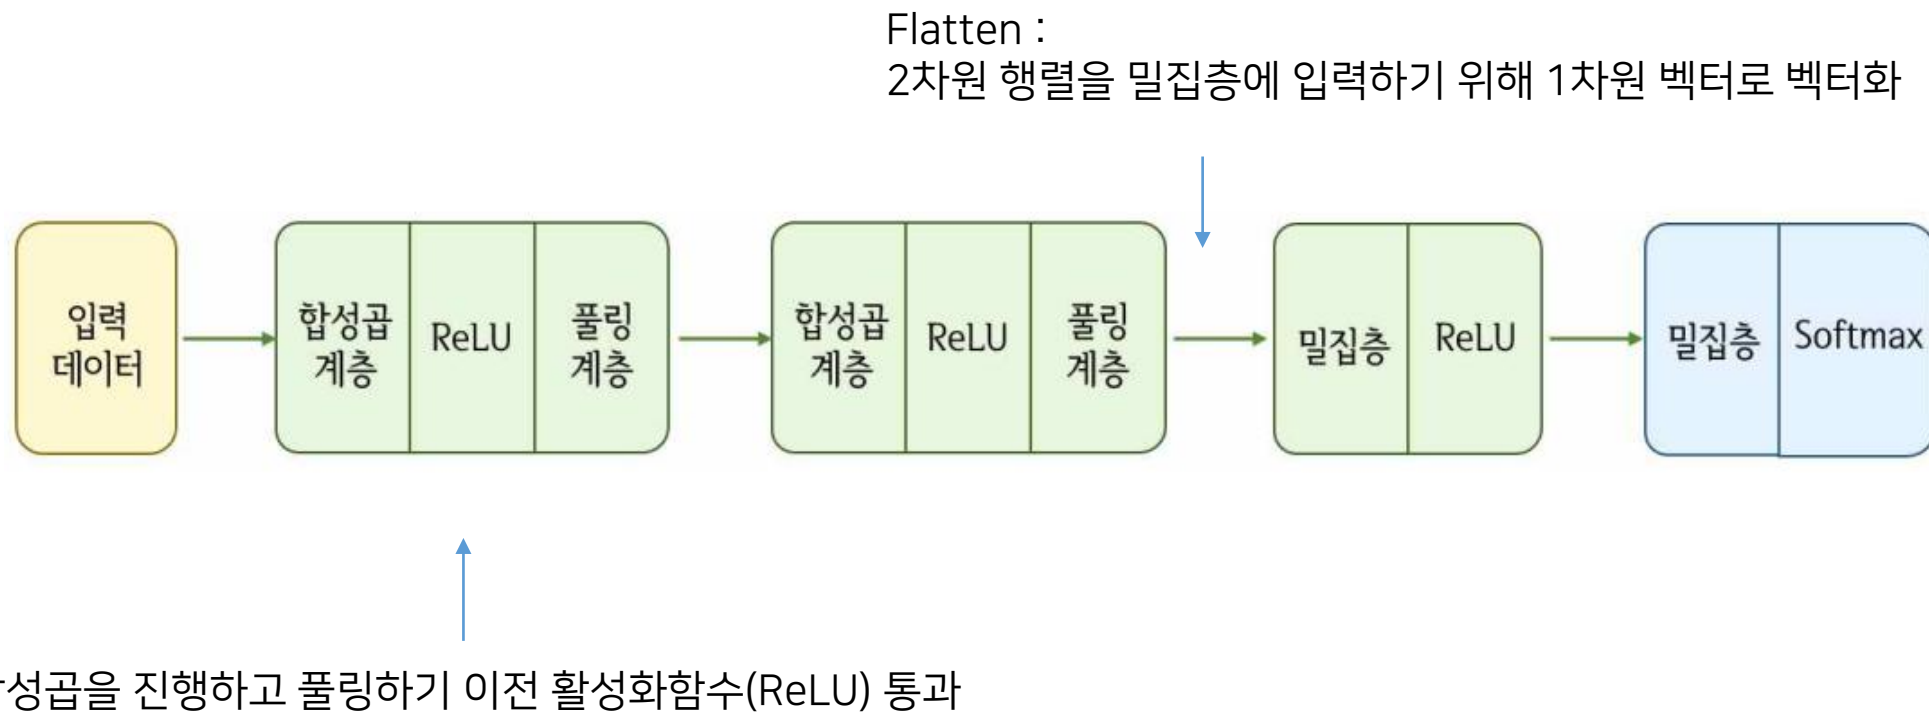 Flatten :
2차원 행렬을 밀집층에 입력하기 위해 1차원 벡터로 벡터화
입력
데이터
합성곱
계층
ReLU
풀링
계층
합성곱
계층
ReLU
풀링
계층
밀집층
ReLU
밀집층
Softmax
진행하고 풀링하기 이전 활성화함수(ReLU) 통과